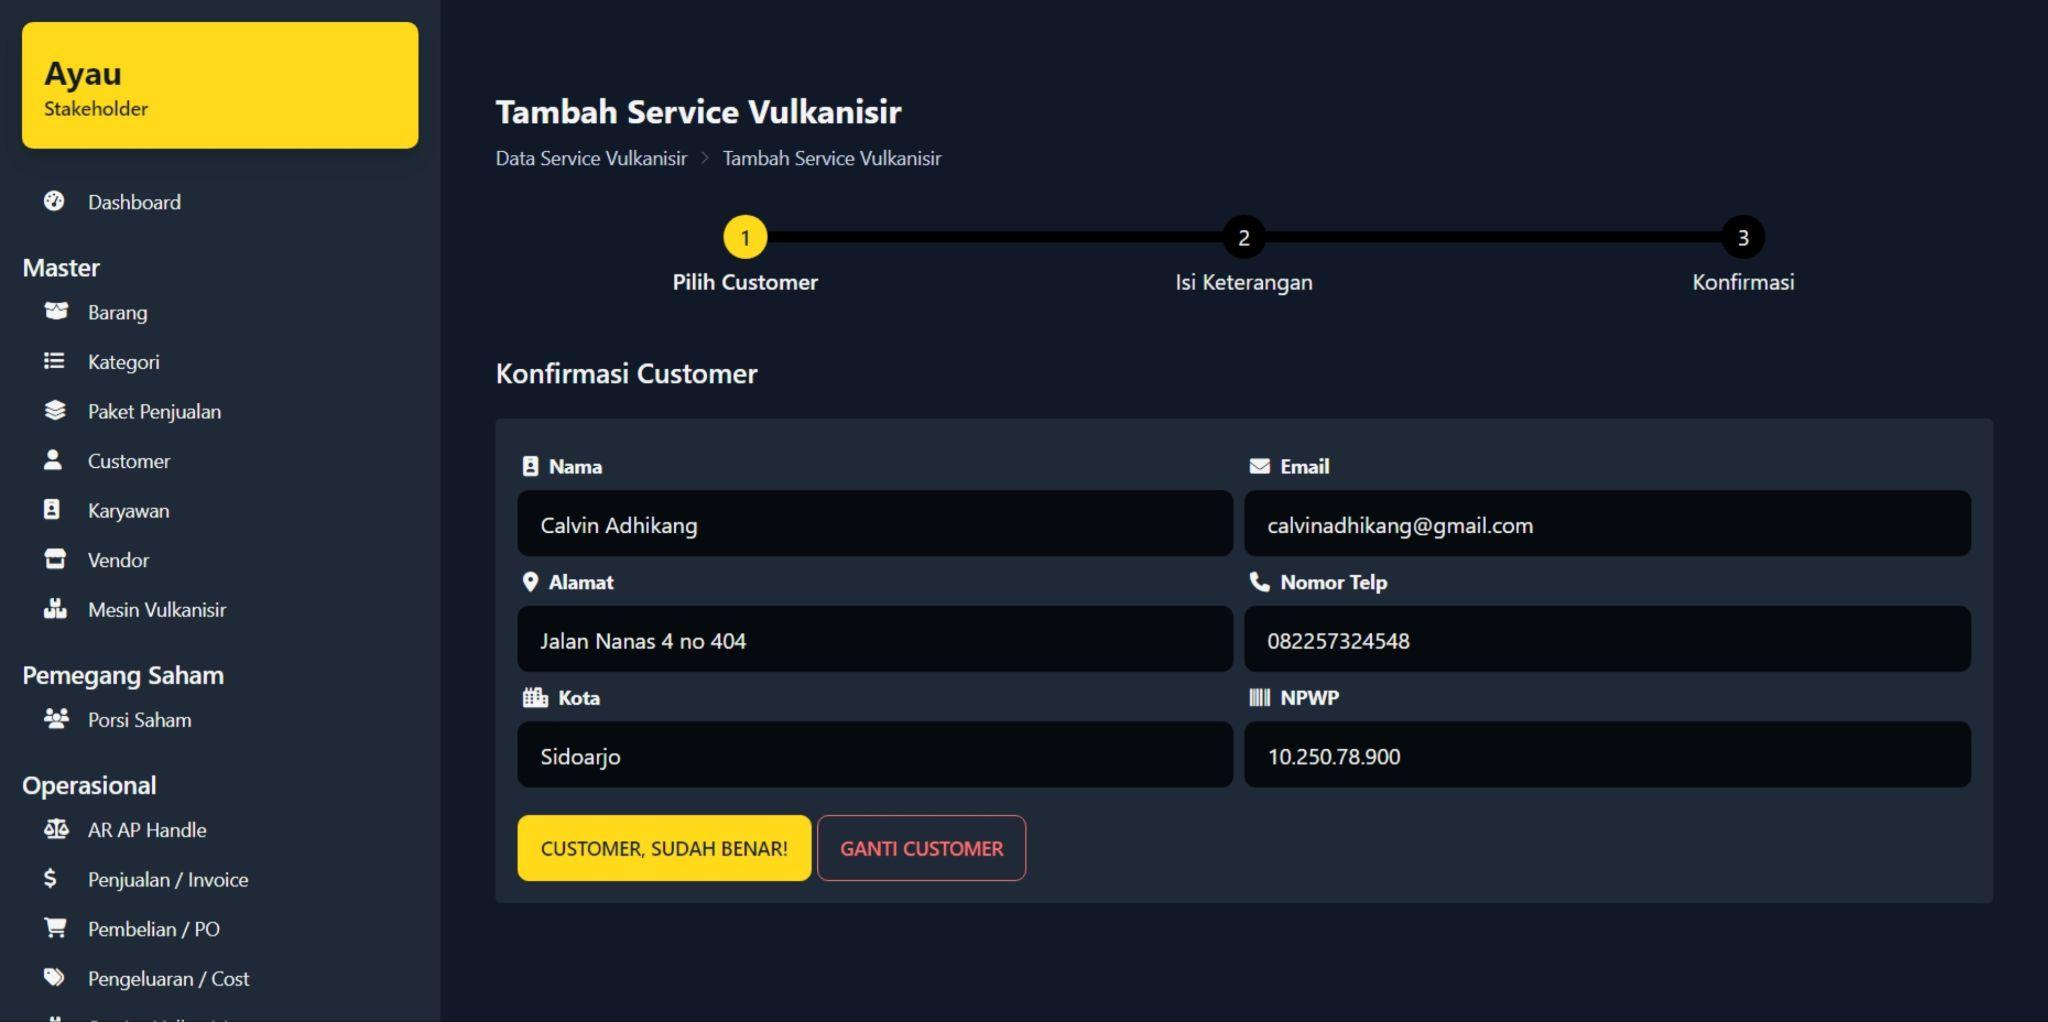 Ayau
Stakeholder
Dashboard
Master
Barang
Kategori
Paket Penjualan
Customer
Karyawan
Vendor
Mesin Vulkanisir
Pemegang Saham
Porsi Saham
Operasional
AR AP Handle
Penjualan / Invoice
Pembelian / PO
Pengeluaran / Cost
Tambah Service Vulkanisir
Data Service Vulkanisir > Tambah Service Vulkanisir
1 2 3
Pilih Customer Isi Keterangan Konfirmasi
Konfirmasi Customer
Nama Email
Calvin Adhikang calvinadhikang@gmail.com
Alamat Nomor Telp
Jalan Nanas 4 no 404 082257324548
Kota NPWP
Sidoarjo 10.250.78.900
CUSTOMER, SUDAH BENAR! GANTI CUSTOMER